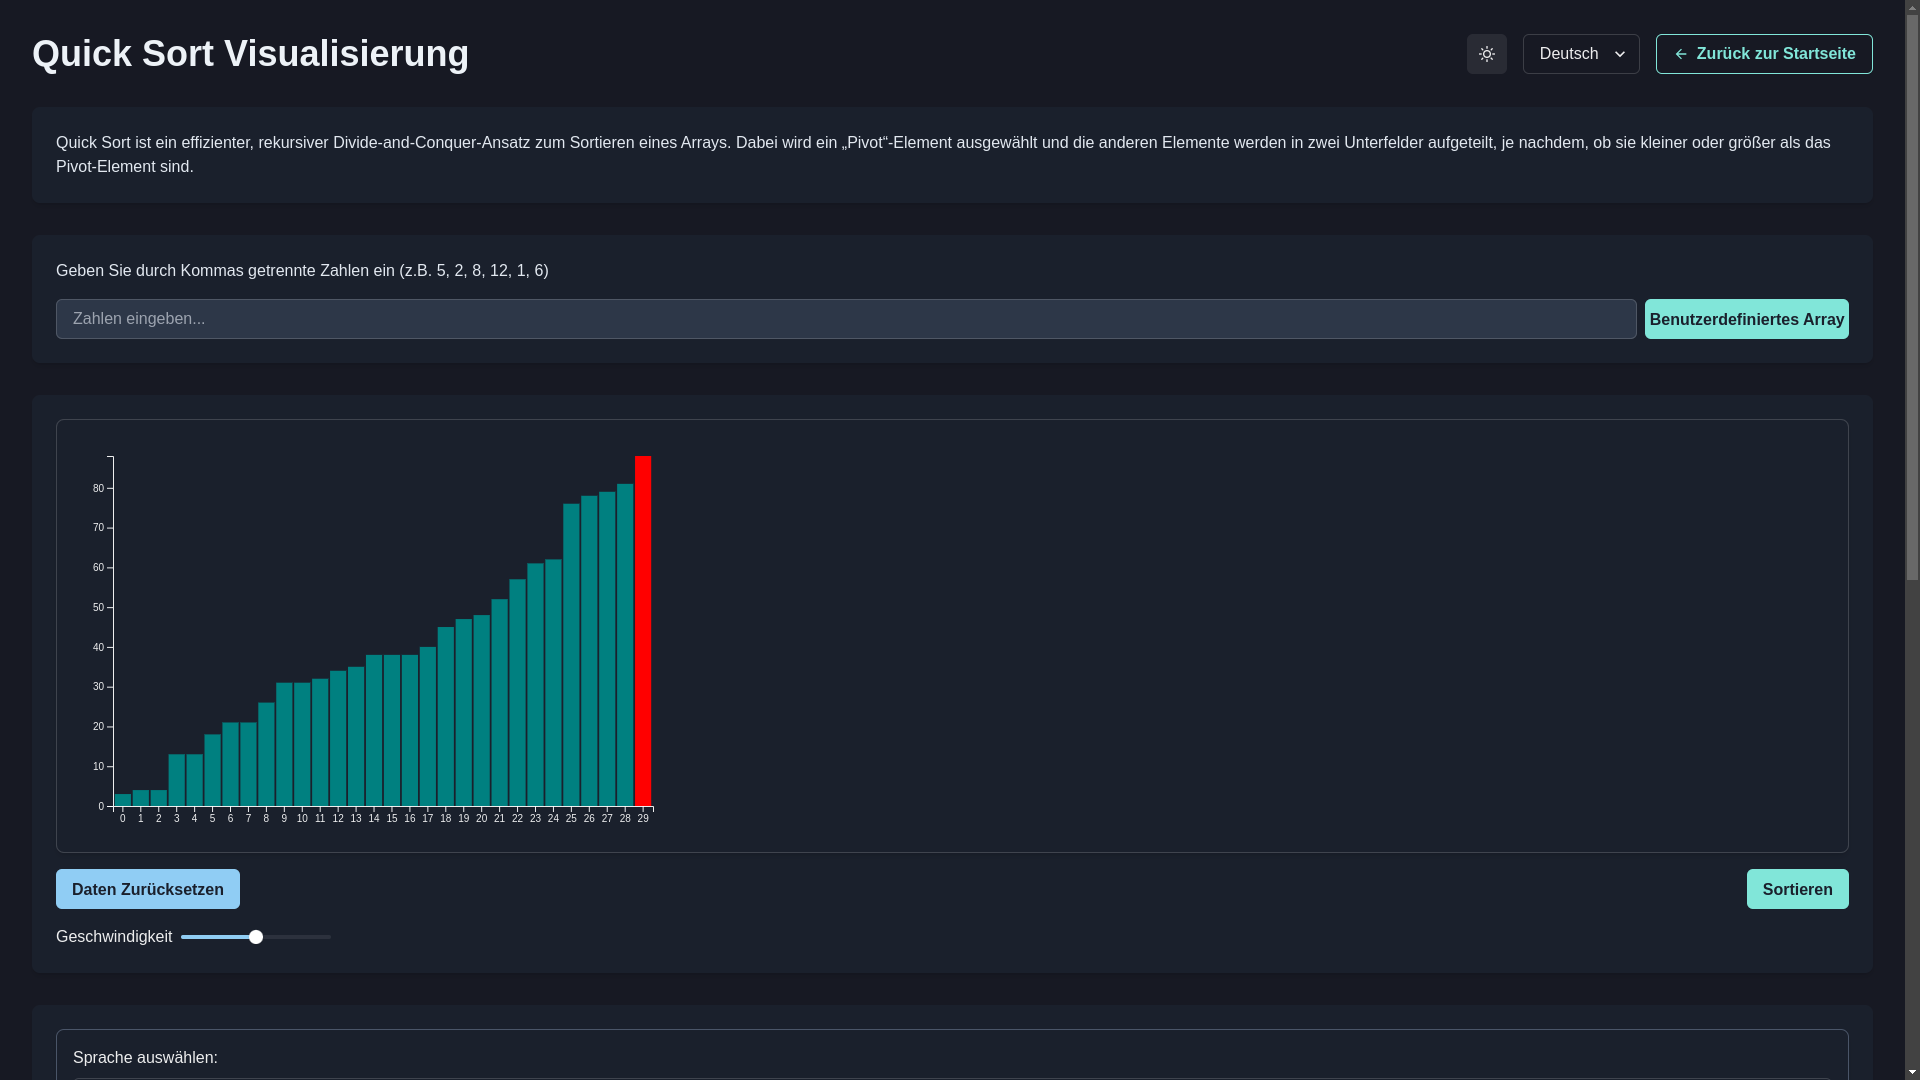 Quick Sort Visualisierung
Deutsch
Zurück zur Startseite
Quick Sort ist ein effizienter, rekursiver Divide-and-Conquer-Ansatz zum Sortieren eines Arrays. Dabei wird ein „Pivot“-Element ausgewählt und die anderen Elemente werden in zwei Unterfelder aufgeteilt, je nachdem, ob sie kleiner oder größer als das
Pivot-Element sind.
Geben Sie durch Kommas getrennte Zahlen ein (z.B. 5, 2, 8, 12, 1, 6)
Zahlen eingeben...
Benutzerdefiniertes Array
80
70
60
50
40
30
20
10
0
0 1 2 3 4 5 6 7 8 9 10 11 12 13 14 15 16 17 18 19 20 21 22 23 24 25 26 27 28 29
Daten Zurücksetzen
Sortieren
Geschwindigkeit
Sprache auswählen: